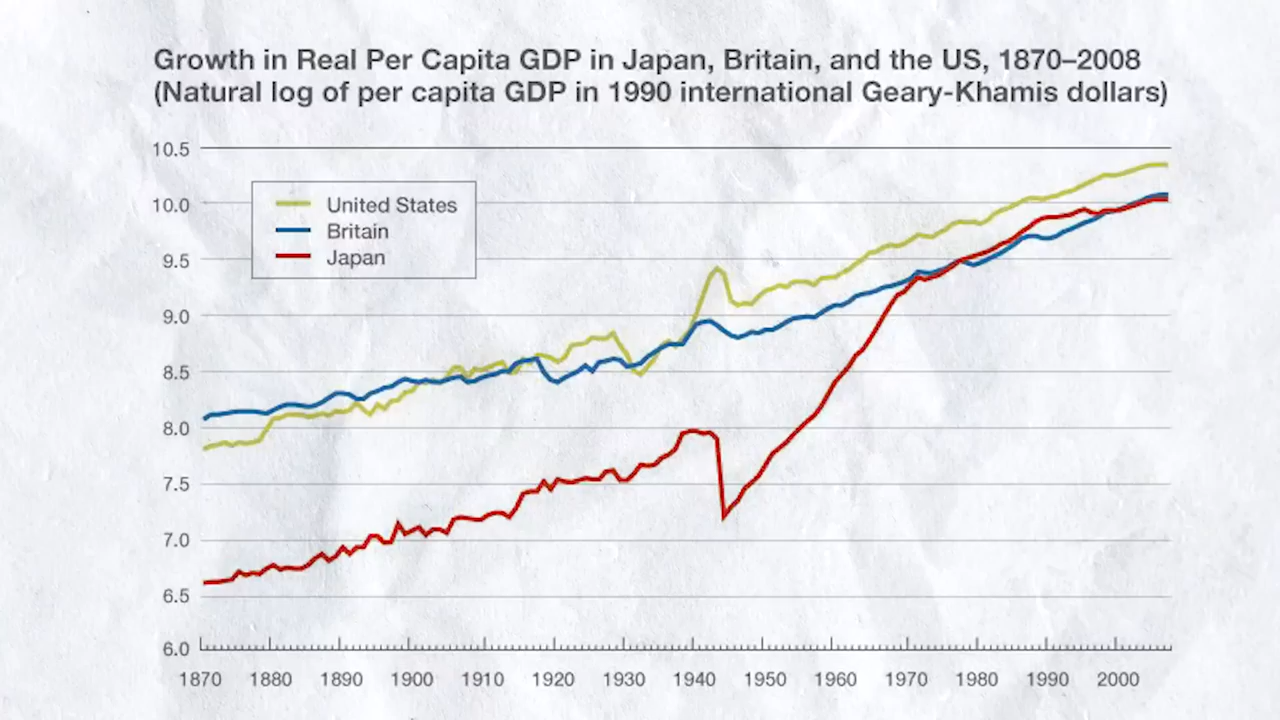 Growth in Real Per Capita GDP in Japan, Britain, and the US, 1870–2008
(Natural log of per capita GDP in 1990 international Geary-Khamis dollars)
10.5
United States
10.0
Britain
Japan
9.5
9.0
8.5
8.0
7.5
7.0
6.5
6.0
1870 1880 1890 1900 1910 1920 1930 1940 1950 1960 1970 1980 1990 2000